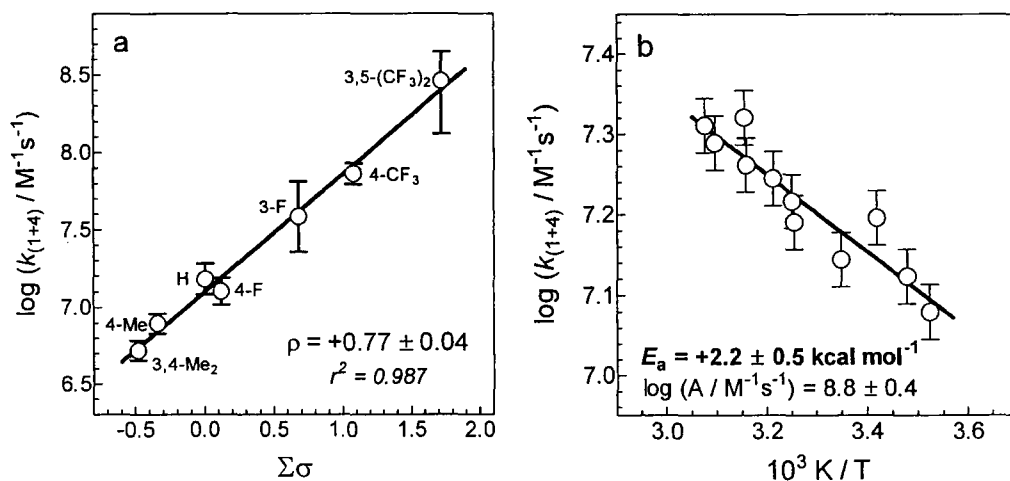 a
log (k(1+4) / M⁻¹s⁻¹)
8.5
8.0
7.5
7.0
6.5
3,5-(CF₃)₂
4-CF₃
3-F
H
4-F
4-Me
3,4-Me₂
ρ = +0.77 ± 0.04
r² = 0.987
-0.5 0.0 0.5 1.0 1.5 2.0
Σσ
b
log (k(1+4) / M⁻¹s⁻¹)
7.4
7.3
7.2
7.1
7.0
Eₐ = +2.2 ± 0.5 kcal mol⁻¹
log (A / M⁻¹s⁻¹) = 8.8 ± 0.4
3.0 3.2 3.4 3.6
10³ K / T